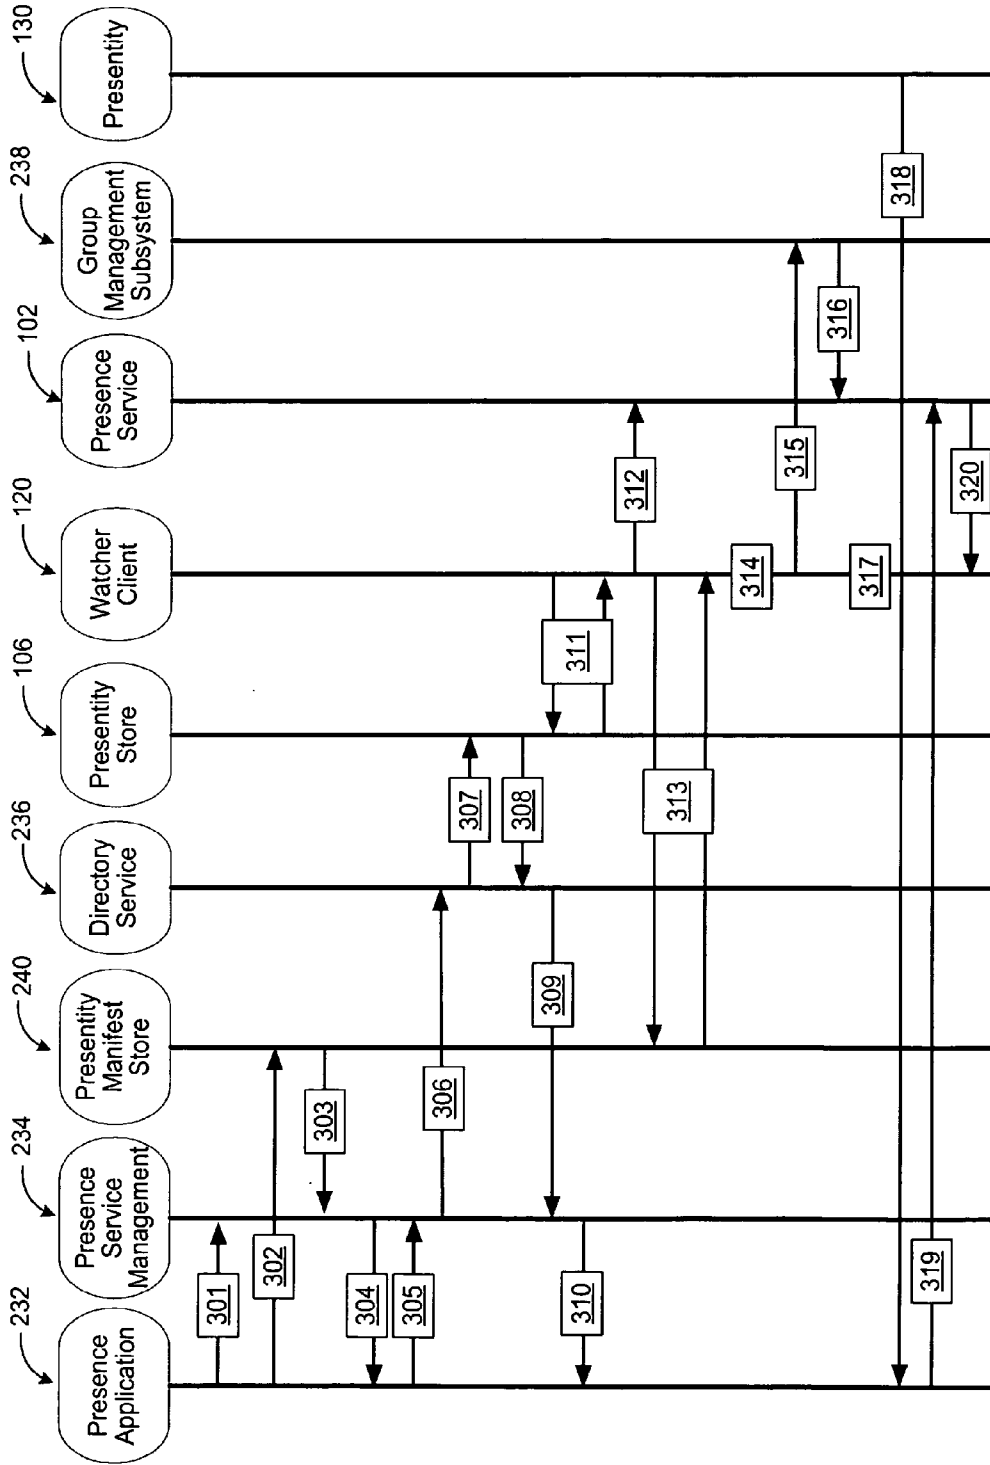 232
234
240
236
106
120
102
238
130
Presence
Application
Presence
Service
Management
Presentity
Manifest
Store
Directory
Service
Presentity
Store
Watcher
Client
Presence
Service
Group
Management
Subsystem
Presentity
301
302
303
304
305
306
307
308
309
310
311
312
313
314
315
316
317
318
319
320